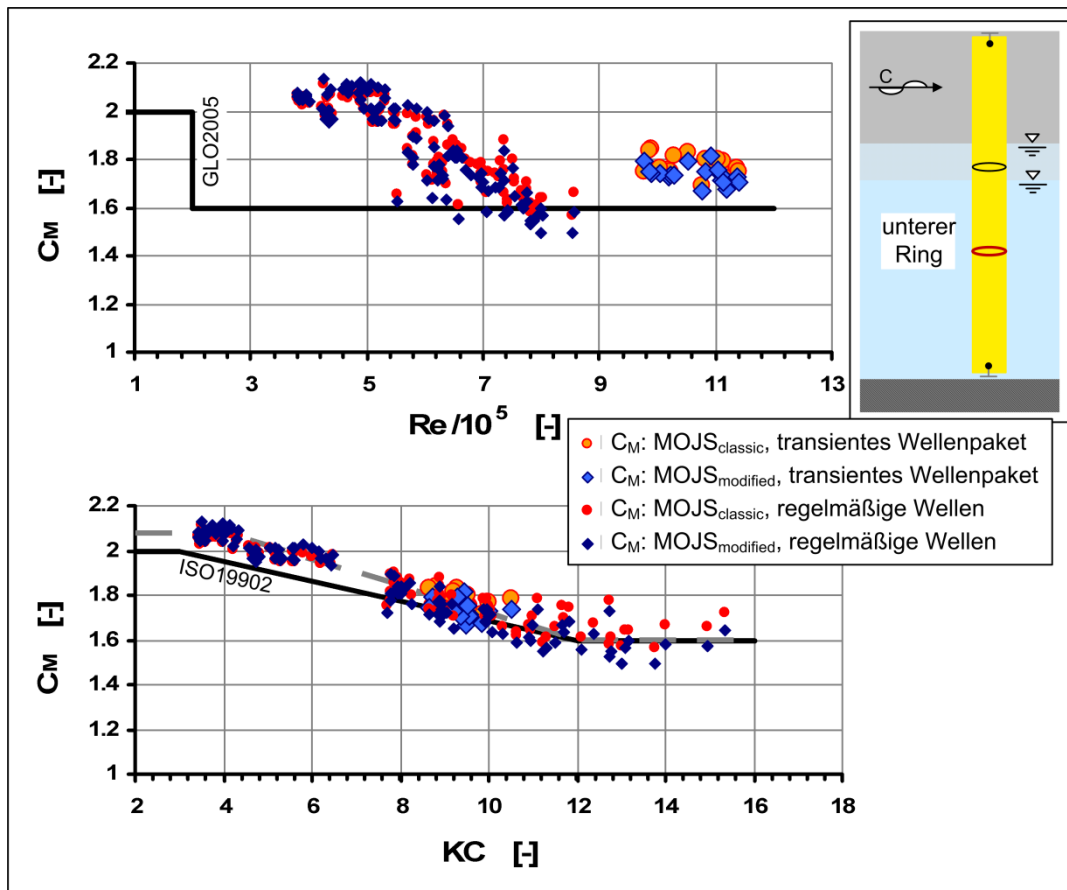 2.2
2
1.8
1.6
1.4
1.2
1
CM [-]
GLO2005
1
3
5
7
9
11
13
Re/10⁵ [-]
C
unterer
Ring
CM: MOJSclassic, transientes Wellenpaket
CM: MOJSmodified, transientes Wellenpaket
CM: MOJSclassic, regelmäßige Wellen
CM: MOJSmodified, regelmäßige Wellen
2.2
2
1.8
1.6
1.4
1.2
1
CM [-]
ISO19902
2
4
6
8
10
12
14
16
18
KC [-]